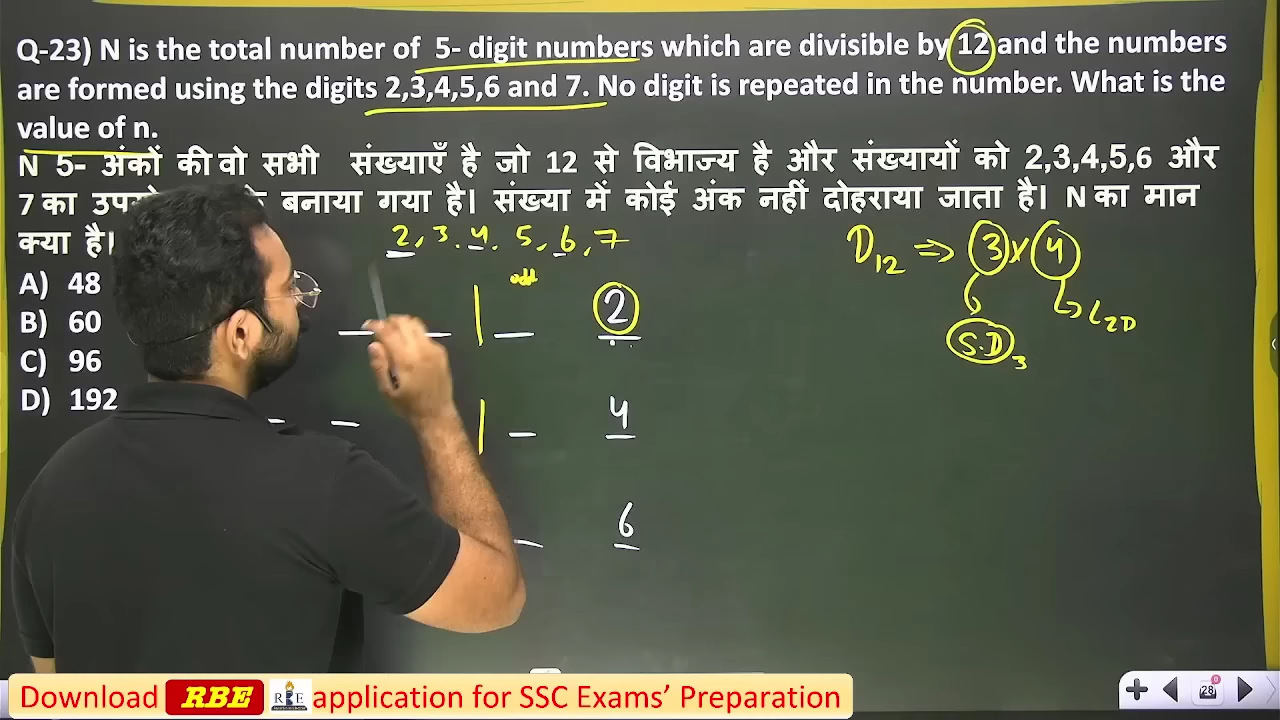 Q-23) N is the total number of 5- digit numbers which are divisible by 12 and the numbers
are formed using the digits 2,3,4,5,6 and 7. No digit is repeated in the number. What is the
value of n.
N 5- अंकों की वो सभी संख्याएँ है जो 12 से विभाज्य है और संख्यायों को 2,3,4,5,6 और
7 का बनाया गया है। संख्या में कोई अंक नहीं दोहराया जाता है। N का मान
क्या है।
2, 3, 4, 5, 6, 7
D12 ⇒ 3 x 4
odd
A) 48
2
S.D3
L2D
B) 60
C) 96
D) 192
4
6
Download RBE RBE application for SSC Exams’ Preparation
28
0